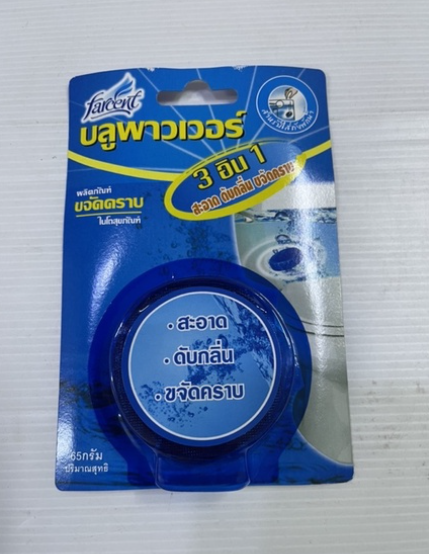 farcent
บลูพาวเวอร์
3 อิน 1
สะอาด ดับกลิ่น ขจัดคราบ
ผลิตภัณฑ์
ขจัดคราบ
ในโถสุขภัณฑ์
• สะอาด
• ดับกลิ่น
• ขจัดคราบ
65กรัม
ปริมาณสุทธิ